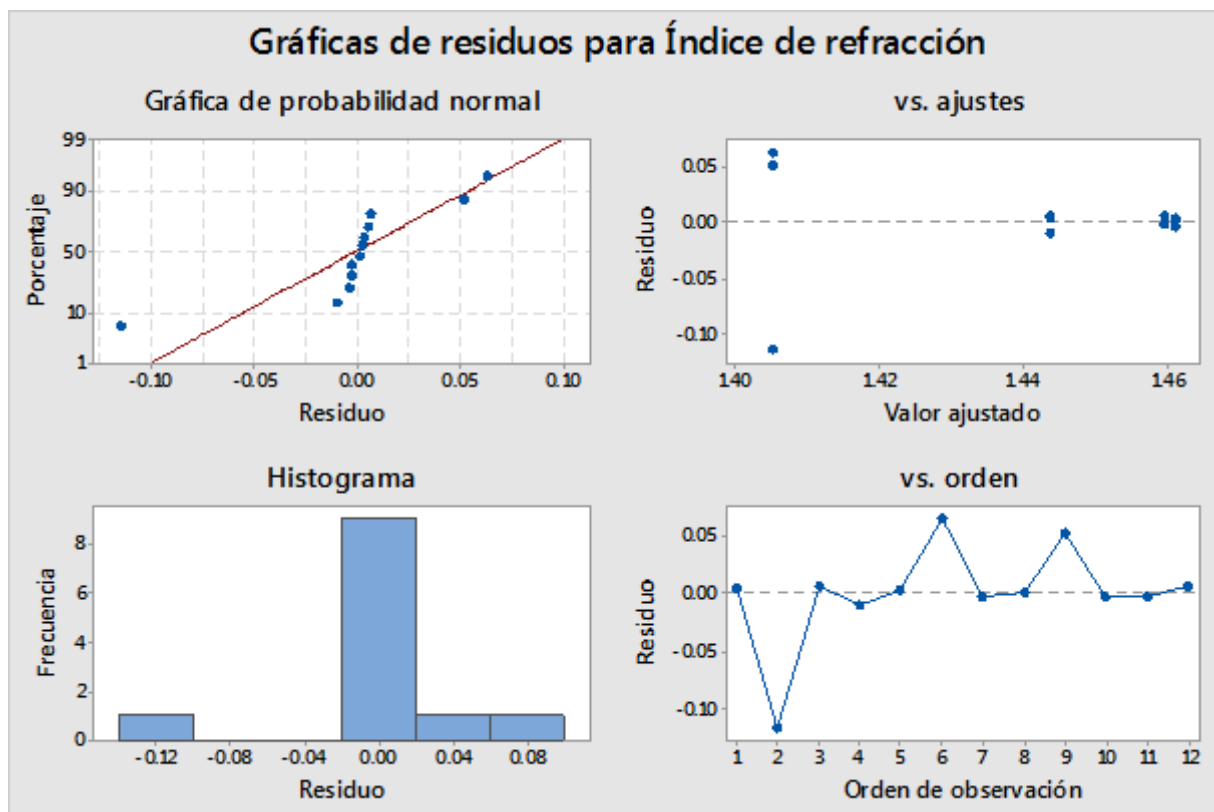 Gráficas de residuos para Índice de refracción
Gráfica de probabilidad normal
99
90
50
10
1
Porcentaje
-0.10 -0.05 0.00 0.05 0.10
Residuo
vs. ajustes
0.05
0.00
-0.05
-0.10
Residuo
1.40 1.42 1.44 1.46
Valor ajustado
Histograma
8
6
4
2
0
Frecuencia
-0.12 -0.08 -0.04 0.00 0.04 0.08
Residuo
vs. orden
0.05
0.00
-0.05
-0.10
Residuo
1 2 3 4 5 6 7 8 9 10 11 12
Orden de observación